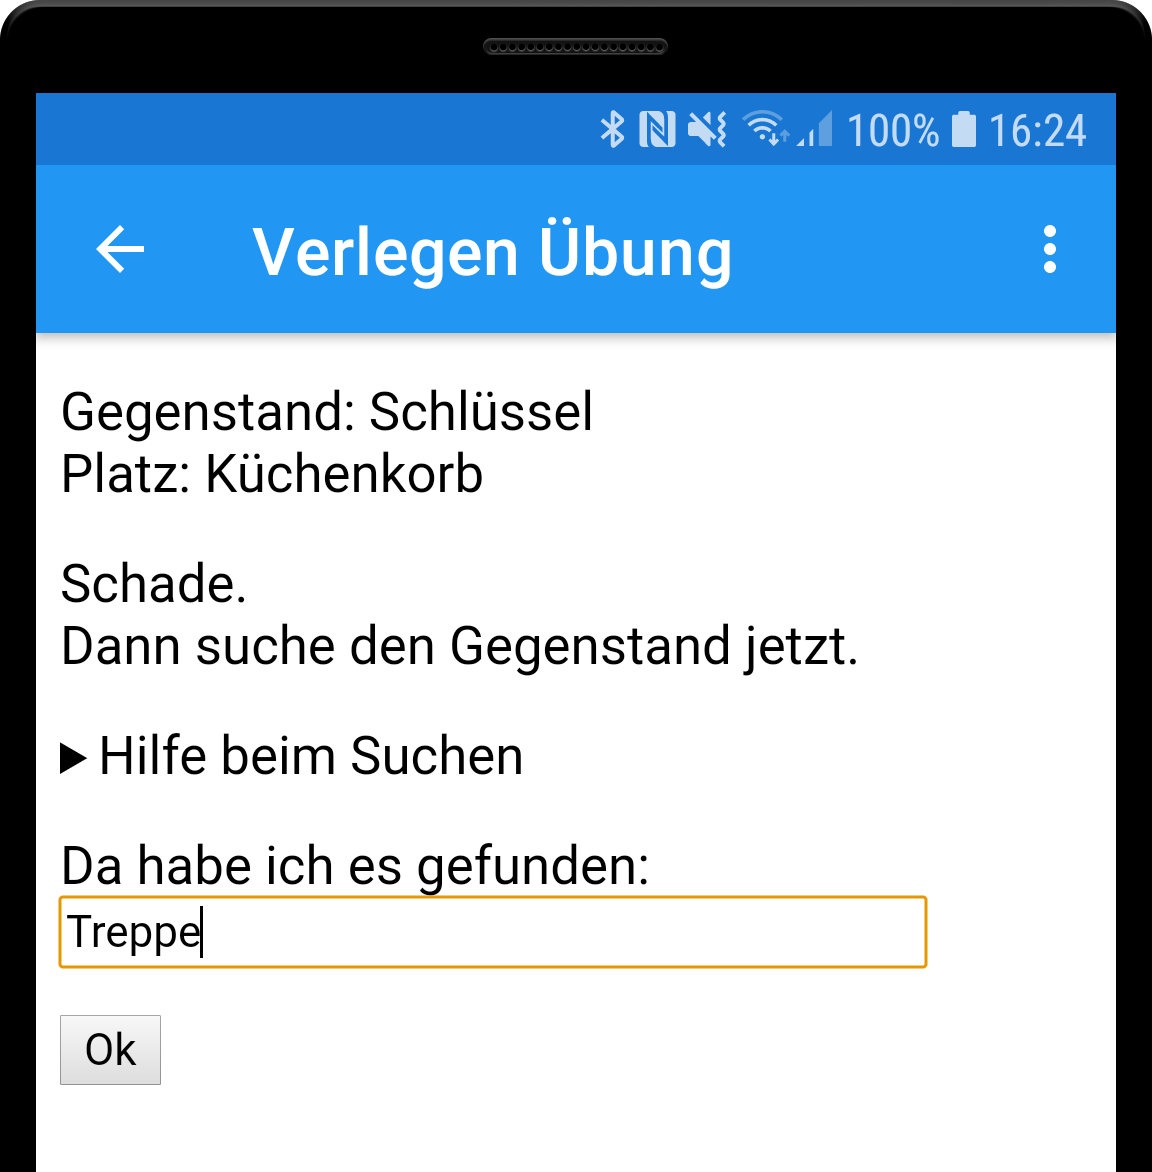 100% 16:24
Verlegen Übung
Gegenstand: Schlüssel
Platz: Küchenkorb
Schade.
Dann suche den Gegenstand jetzt.
Hilfe beim Suchen
Da habe ich es gefunden:
Treppe
Ok